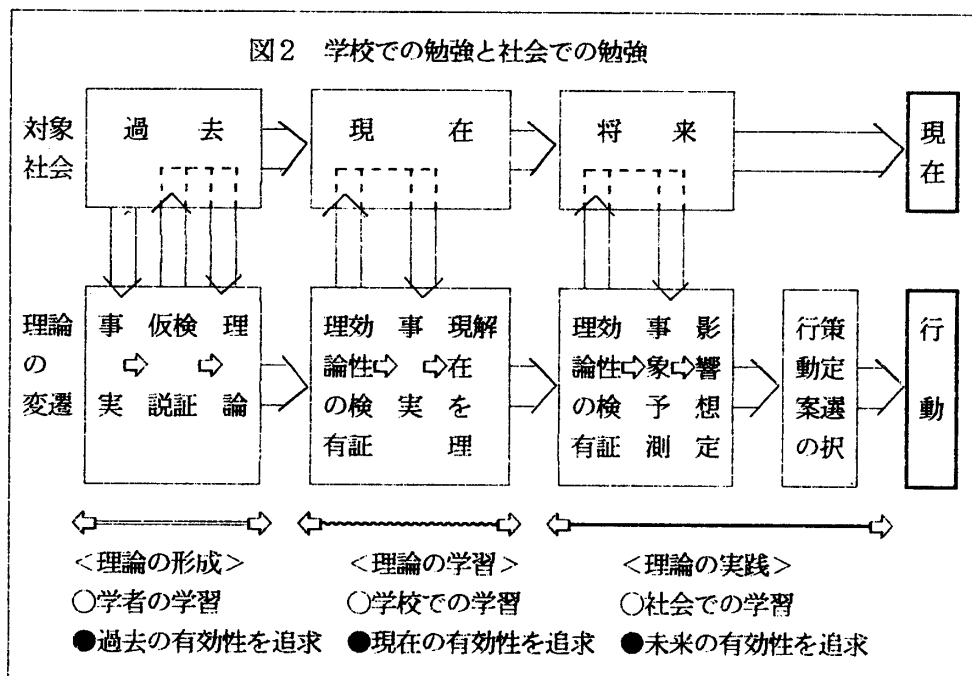 図2 学校での勉強と社会での勉強
対象
社会
過去
現在
将来
現在
理論
の
変遷
事実
仮説
検証
理論
理論の有
効性検証
事実
現在を理
解
理論の有
効性検証
事象予測
影響想定
行動案の
策定選択
行動
<理論の形成>
○学者の学習
●過去の有効性を追求
<理論の学習>
○学校での学習
●現在の有効性を追求
<理論の実践>
○社会での学習
●未来の有効性を追求